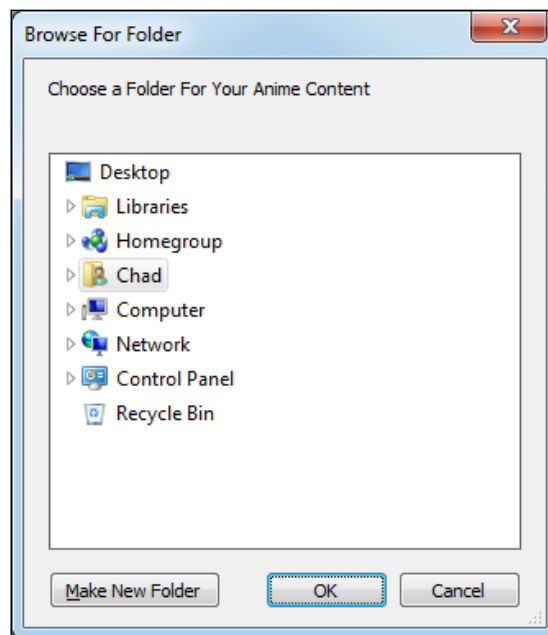 Browse For Folder
Choose a Folder For Your Anime Content
Desktop
Libraries
Homegroup
Chad
Computer
Network
Control Panel
Recycle Bin
Make New Folder OK Cancel